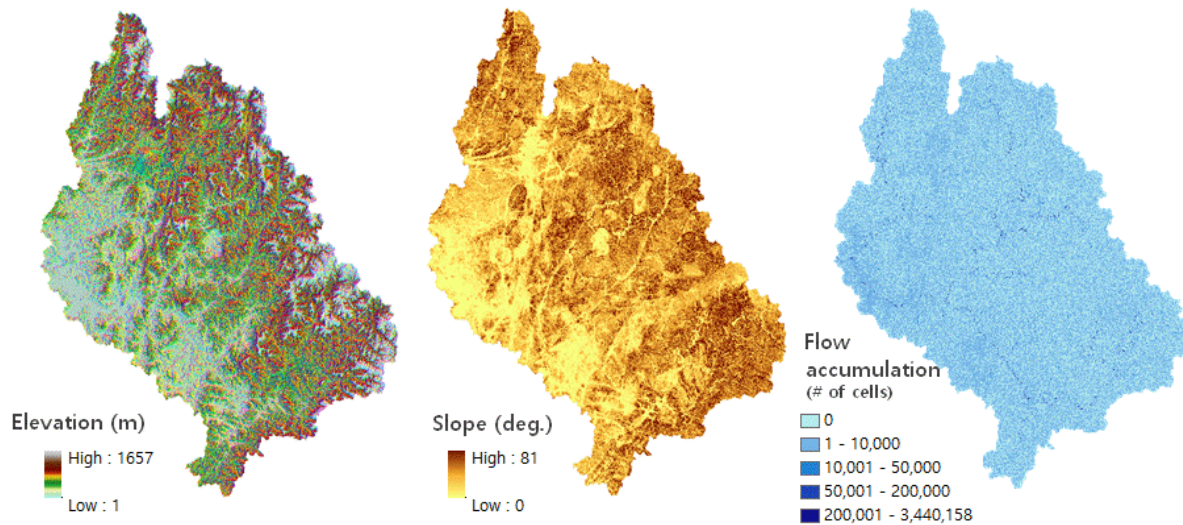 Elevation (m)
High : 1657
Low : 1
Slope (deg.)
High : 81
Low : 0
Flow
accumulation
(# of cells)
0
1 - 10,000
10,001 - 50,000
50,001 - 200,000
200,001 - 3,440,158